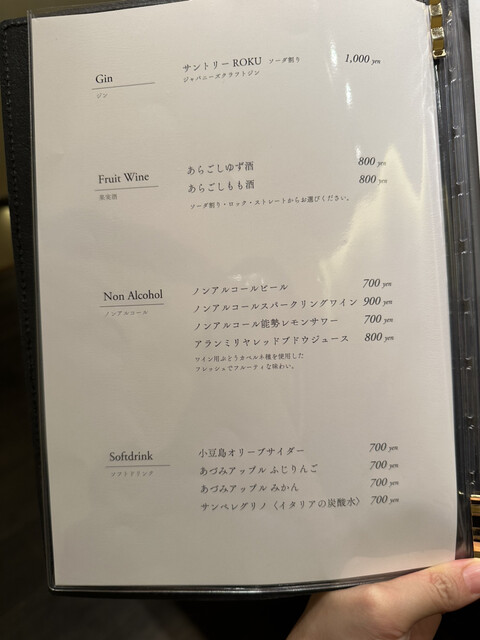 Gin
ジン
サントリー ROKU ソーダ割り 1,000 yen
ジャパニーズクラフトジン
Fruit Wine
果実酒
あらごしゆず酒 800 yen
あらごしもも酒 800 yen
ソーダ割り・ロック・ストレートからお選びください。
Non Alcohol
ノンアルコール
ノンアルコールビール 700 yen
ノンアルコールスパークリングワイン 900 yen
ノンアルコール能勢レモンサワー 700 yen
アランミリヤレッドブドウジュース 800 yen
ワイン用ぶどうカベルネ種を使用した
フレッシュでフルーティな味わい。
Softdrink
ソフトドリンク
小豆島オリーブサイダー 700 yen
あづみアップル ふじりんご 700 yen
あづみアップル みかん 700 yen
サンペレグリノ〈イタリアの炭酸水〉 700 yen